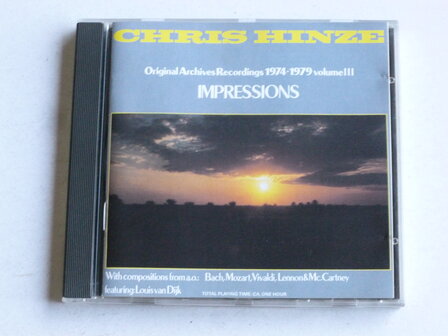 CHRIS HINZE
Original Archives Recordings 1974-1979 volume III
IMPRESSIONS
With compositions from a.o.: Bach, Mozart, Vivaldi, Lennon & Mc. Cartney
featuring: Louis van Dijk
TOTAL PLAYING TIME: CA. ONE HOUR